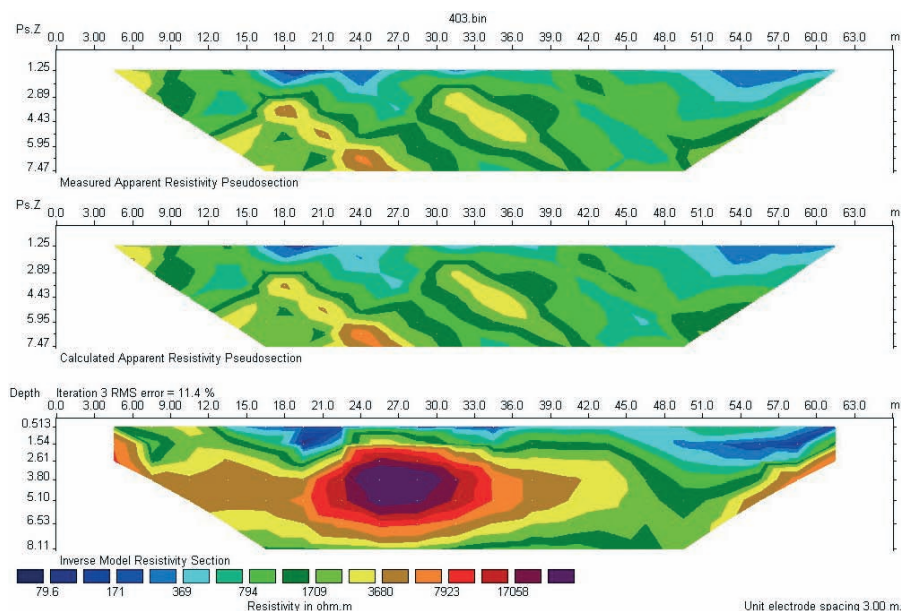 403.bin
Ps.Z
0.0 3.00 6.00 9.00 12.0 15.0 18.0 21.0 24.0 27.0 30.0 33.0 36.0 39.0 42.0 45.0 48.0 51.0 54.0 57.0 60.0 63.0 m
1.25
2.89
4.43
5.95
7.47
Measured Apparent Resistivity Pseudosection
Ps.Z
0.0 3.00 6.00 9.00 12.0 15.0 18.0 21.0 24.0 27.0 30.0 33.0 36.0 39.0 42.0 45.0 48.0 51.0 54.0 57.0 60.0 63.0 m
1.25
2.89
4.43
5.95
7.47
Calculated Apparent Resistivity Pseudosection
Depth Iteration 3 RMS error = 11.4 %
0.0 3.00 6.00 9.00 12.0 15.0 18.0 21.0 24.0 27.0 30.0 33.0 36.0 39.0 42.0 45.0 48.0 51.0 54.0 57.0 60.0 63.0 m
0.513
1.54
2.61
3.80
5.10
6.53
8.11
Inverse Model Resistivity Section
79.6 171 369 794 1709 3680 7923 17058
Resistivity in ohm.m Unit electrode spacing 3.00 m.